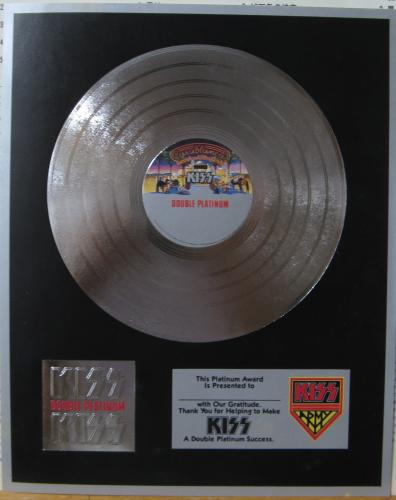 Casablanca
KISS
DOUBLE PLATINUM
KISS
DOUBLE PLATINUM
KISS
This Platinum Award
is Presented to
with Our Gratitude.
Thank You for Helping to Make
KISS
A Double Platinum Success.
KISS
ARMY